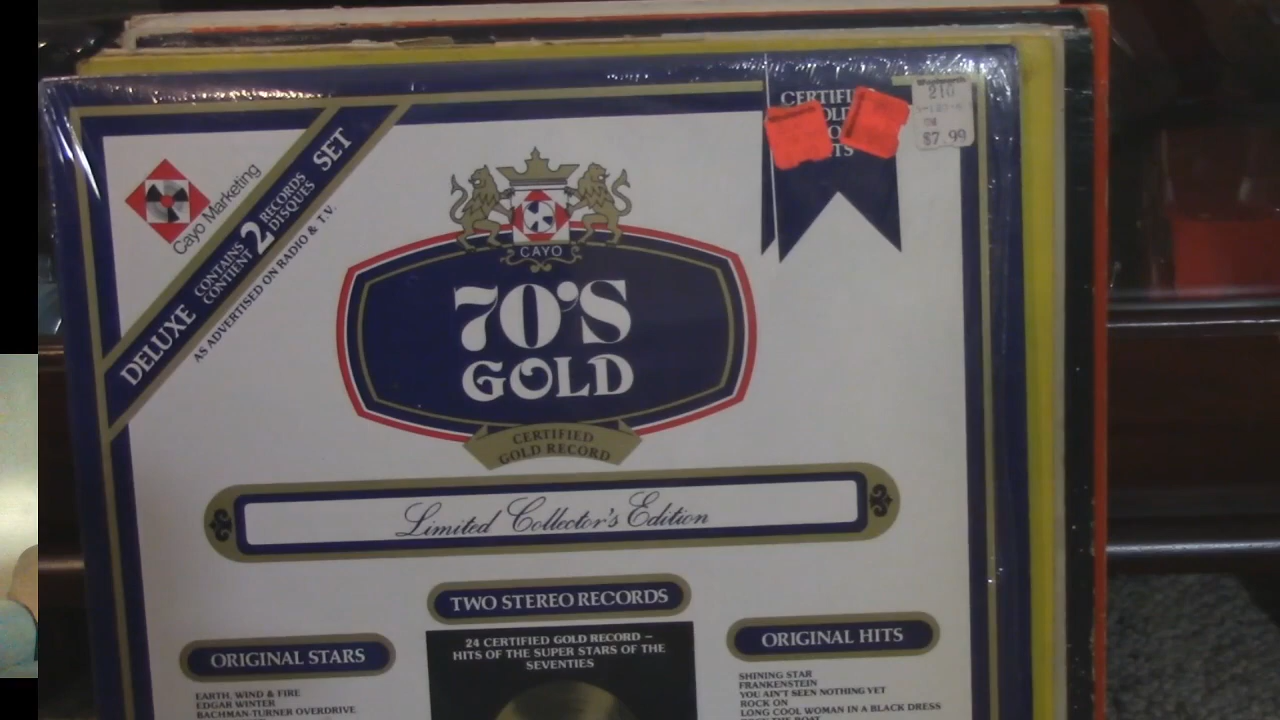 DELUXE CONTAINS 2 RECORDS SET
CONTIENT DISQUES
AS ADVERTISED ON RADIO & T.V.
Cayo Marketing
CERTIFI
Woolworth
210
$7.99
CAYO
70'S
GOLD
CERTIFIED
GOLD RECORD
Limited Collector's Edition
TWO STEREO RECORDS
24 CERTIFIED GOLD RECORD –
HITS OF THE SUPER STARS OF THE
SEVENTIES
ORIGINAL STARS
EARTH, WIND & FIRE
EDGAR WINTER
BACHMAN-TURNER OVERDRIVE
ORIGINAL HITS
SHINING STAR
FRANKENSTEIN
YOU AIN'T SEEN NOTHING YET
ROCK ON
LONG COOL WOMAN IN A BLACK DRESS